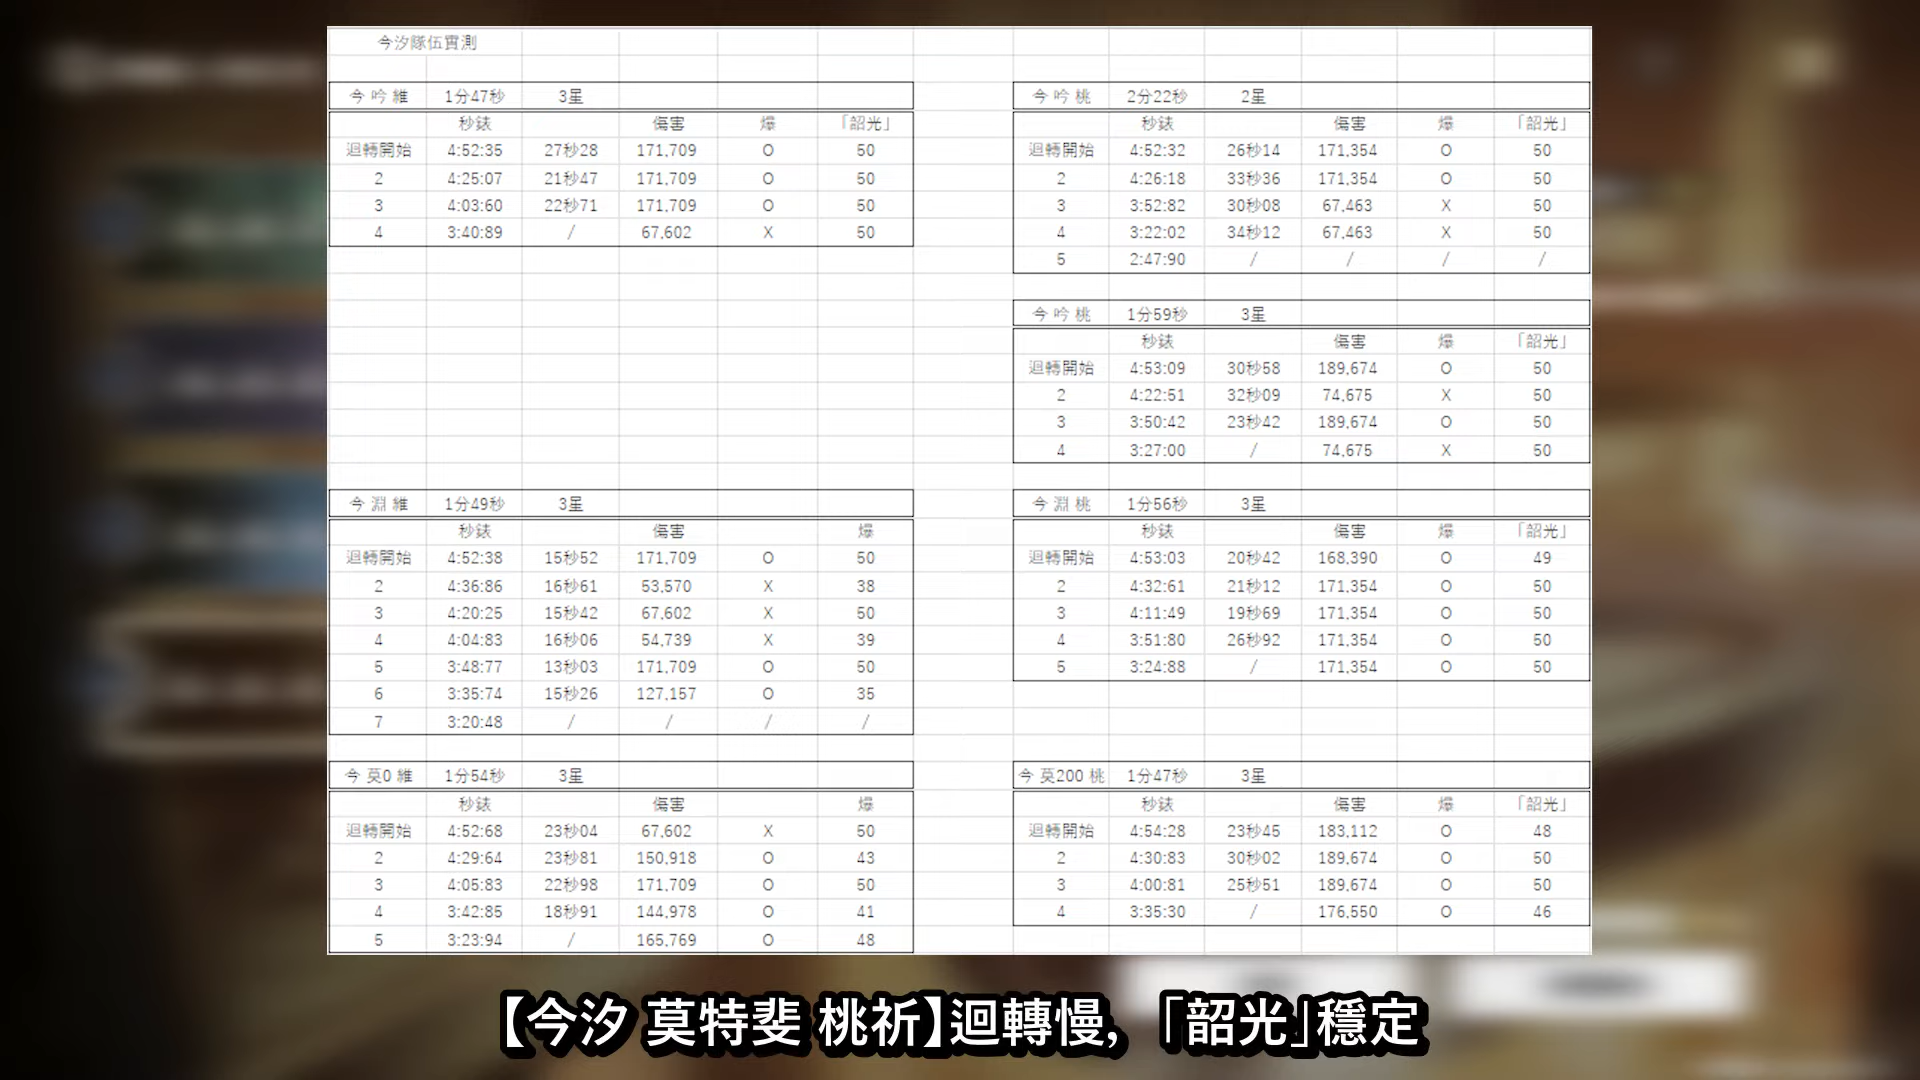 今汐隊伍實測
今 吟 維 1分47秒 3星
秒錶 傷害 爆 「韶光」
迴轉開始 4:52:35 27秒28 171,709 O 50
2 4:25:07 21秒47 171,709 O 50
3 4:03:60 22秒71 171,709 O 50
4 3:40:89 / 67,602 X 50
今 吟 桃 2分22秒 2星
秒錶 傷害 爆 「韶光」
迴轉開始 4:52:32 26秒14 171,354 O 50
2 4:26:18 33秒36 171,354 O 50
3 3:52:82 30秒08 67,463 X 50
4 3:22:02 34秒12 67,463 X 50
5 2:47:90 / / / /
今 吟 桃 1分59秒 3星
秒錶 傷害 爆 「韶光」
迴轉開始 4:53:09 30秒58 189,674 O 50
2 4:22:51 32秒09 74,675 X 50
3 3:50:42 23秒42 189,674 O 50
4 3:27:00 / 74,675 X 50
今 淵 維 1分49秒 3星
秒錶 傷害 爆
迴轉開始 4:52:38 15秒52 171,709 O 50
2 4:36:86 16秒61 53,570 X 38
3 4:20:25 15秒42 67,602 X 50
4 4:04:83 16秒06 54,739 X 39
5 3:48:77 13秒03 171,709 O 50
6 3:35:74 15秒26 127,157 O 35
7 3:20:48 / / / /
今 淵 桃 1分56秒 3星
秒錶 傷害 爆 「韶光」
迴轉開始 4:53:03 20秒42 168,390 O 49
2 4:32:61 21秒12 171,354 O 50
3 4:11:49 19秒69 171,354 O 50
4 3:51:80 26秒92 171,354 O 50
5 3:24:88 / 171,354 O 50
今 莫0 維 1分54秒 3星
秒錶 傷害 爆
迴轉開始 4:52:68 23秒04 67,602 X 50
2 4:29:64 23秒81 150,918 O 43
3 4:05:83 22秒98 171,709 O 50
4 3:42:85 18秒91 144,978 O 41
5 3:23:94 / 165,769 O 48
今 莫200 桃 1分47秒 3星
秒錶 傷害 爆 「韶光」
迴轉開始 4:54:28 23秒45 183,112 O 48
2 4:30:83 30秒02 189,674 O 50
3 4:00:81 25秒51 189,674 O 50
4 3:35:30 / 176,550 O 46
【今汐 莫特斐 桃祈】迴轉慢，「韶光」穩定